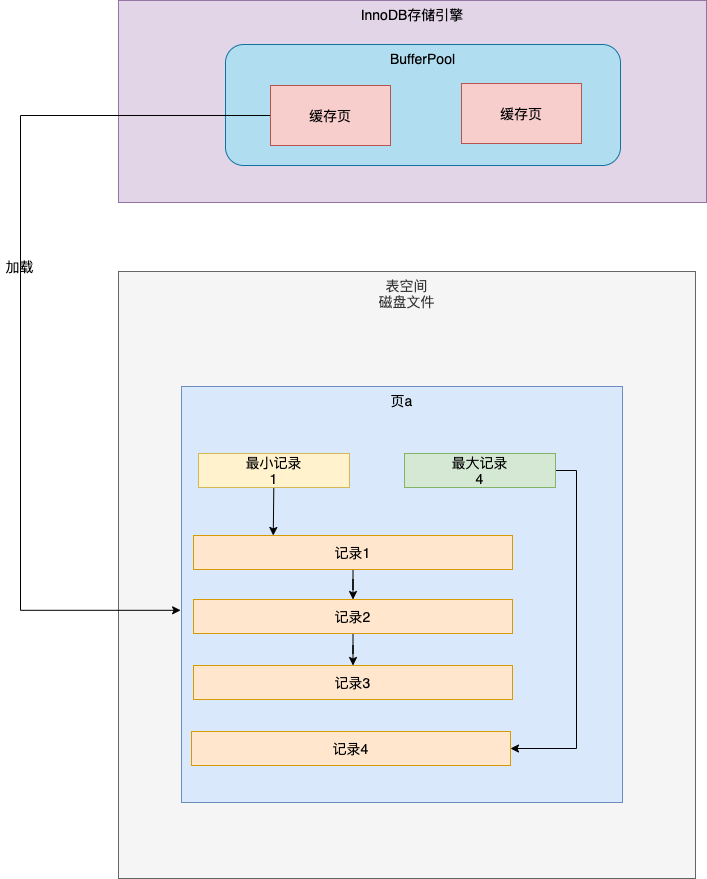 InnoDB存储引擎
BufferPool
缓存页
缓存页
加载
表空间
磁盘文件
页a
最小记录
1
最大记录
4
记录1
记录2
记录3
记录4